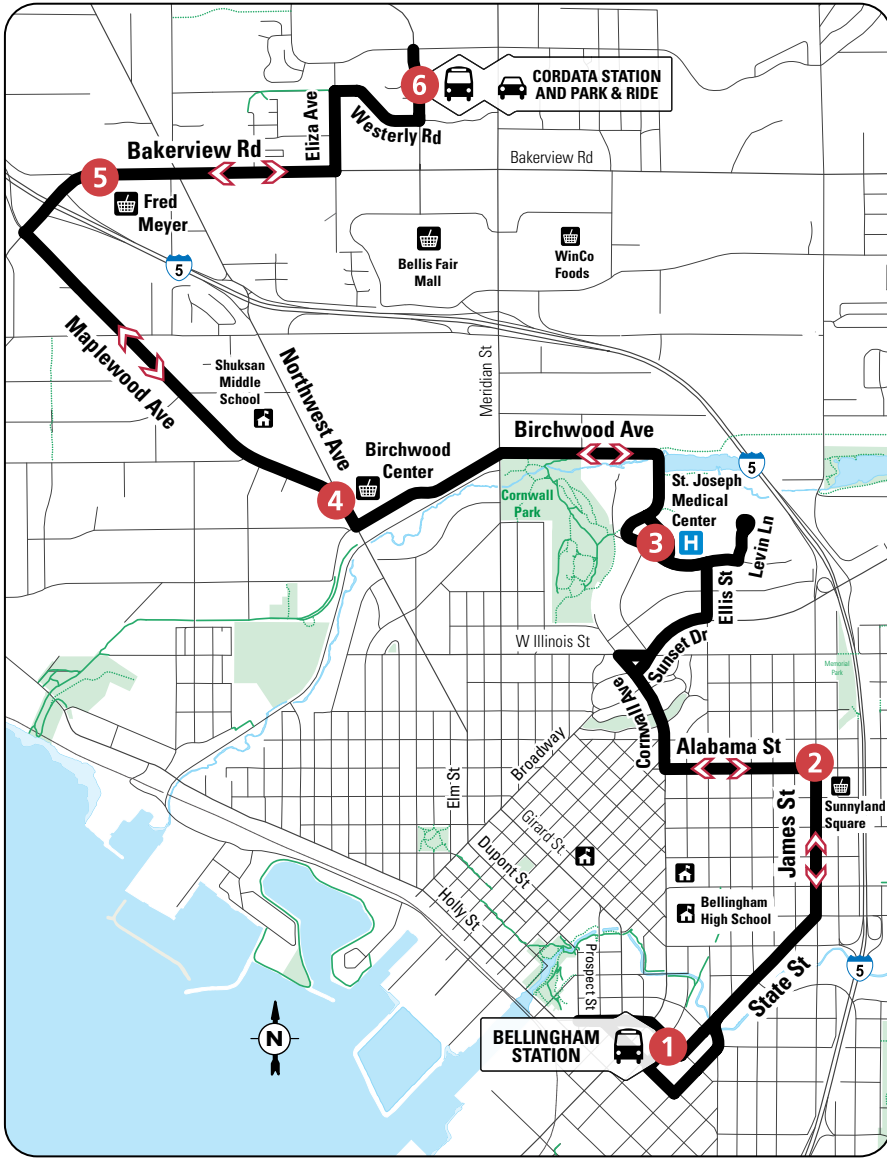 6
CORDATA STATION
AND PARK & RIDE
Eliza Ave
Westerly Rd
Bakerview Rd
Bakerview Rd
5
Fred
Meyer
Bellis Fair
Mall
WinCo
Foods
5
Maplewood Ave
Shuksan
Middle
School
Northwest Ave
Meridian St
Birchwood
Center
Birchwood Ave
5
4
Cornwall
Park
St. Joseph
Medical
Center
3
H
Levin Ln
Ellis St
W Illinois St
Sunset Dr
Memorial
Park
Cornwall Ave
Alabama St
2
Broadway
Elm St
Sunnyland
Square
James St
Girard St
Dupont St
Holly St
Bellingham
High School
Prospect St
State St
5
N
BELLINGHAM
STATION
1